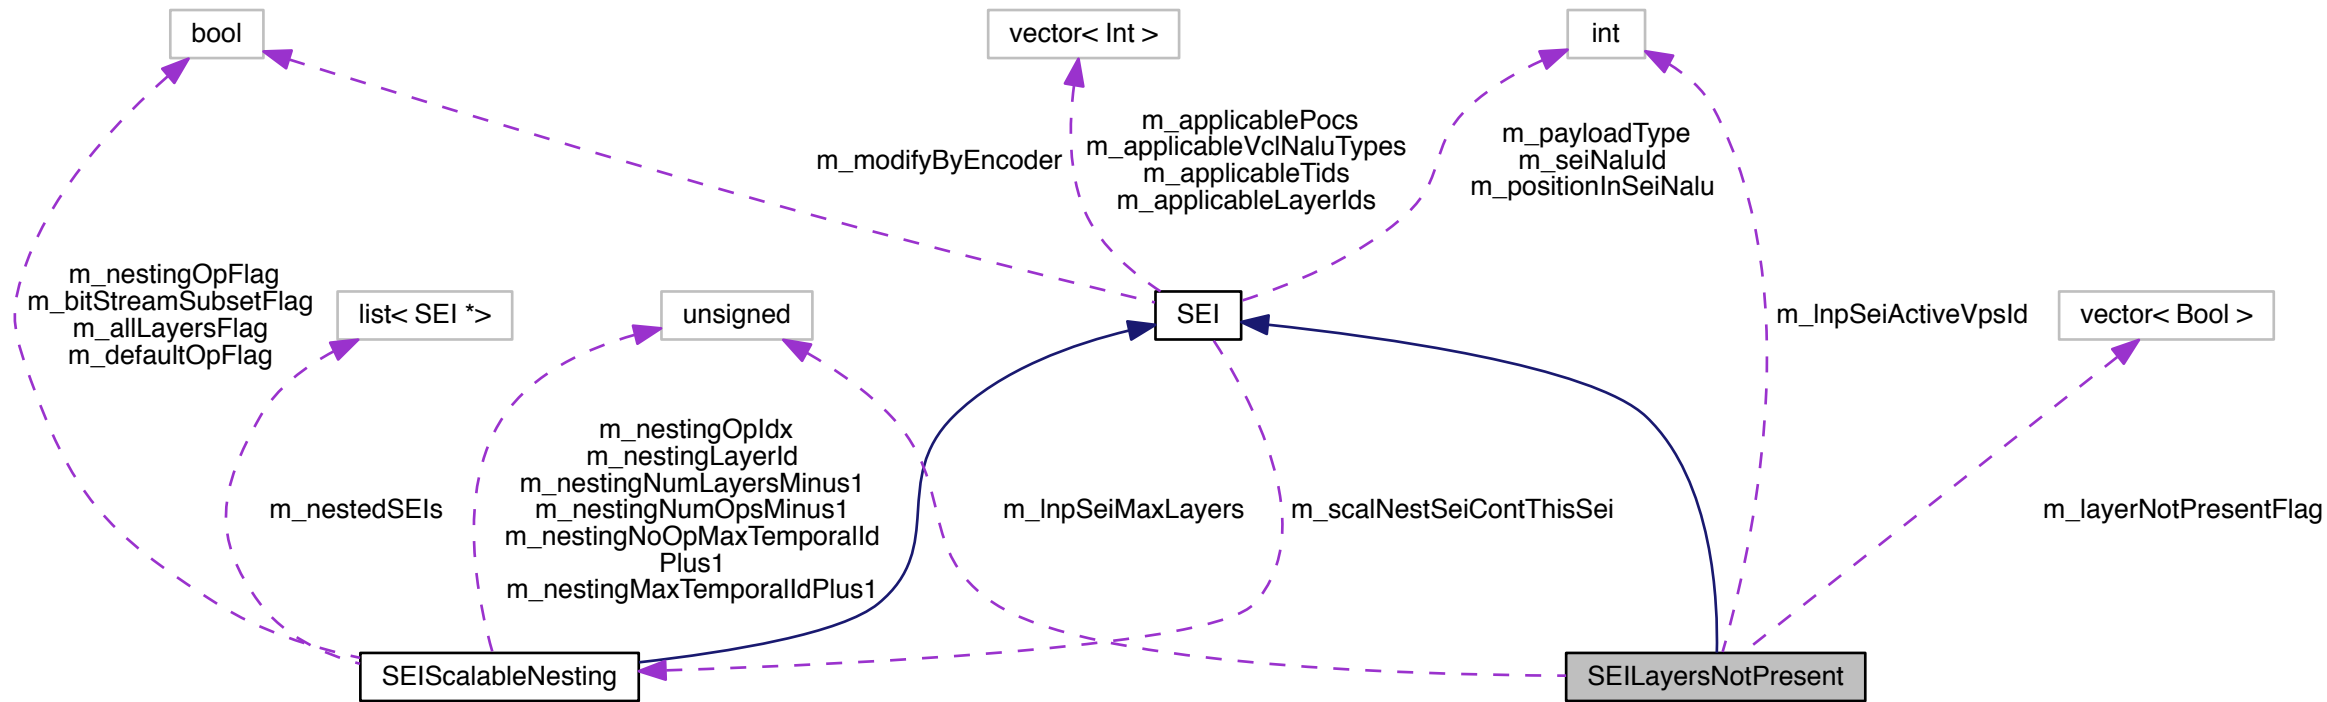 bool
vector< Int >
int
m_modifyByEncoder
m_applicablePocs
m_applicableVclNaluTypes
m_applicableTids
m_applicableLayerIds
m_payloadType
m_seiNaluId
m_positionInSeiNalu
m_nestingOpFlag
m_bitStreamSubsetFlag
m_allLayersFlag
m_defaultOpFlag
list< SEI *>
unsigned
SEI
m_lnpSeiActiveVpsId
vector< Bool >
m_nestedSEIs
m_nestingOpIdx
m_nestingLayerId
m_nestingNumLayersMinus1
m_nestingNumOpsMinus1
m_nestingNoOpMaxTemporalId
Plus1
m_nestingMaxTemporalIdPlus1
m_lnpSeiMaxLayers
m_scalNestSeiContThisSei
m_layerNotPresentFlag
SEIScalableNesting
SEILayersNotPresent